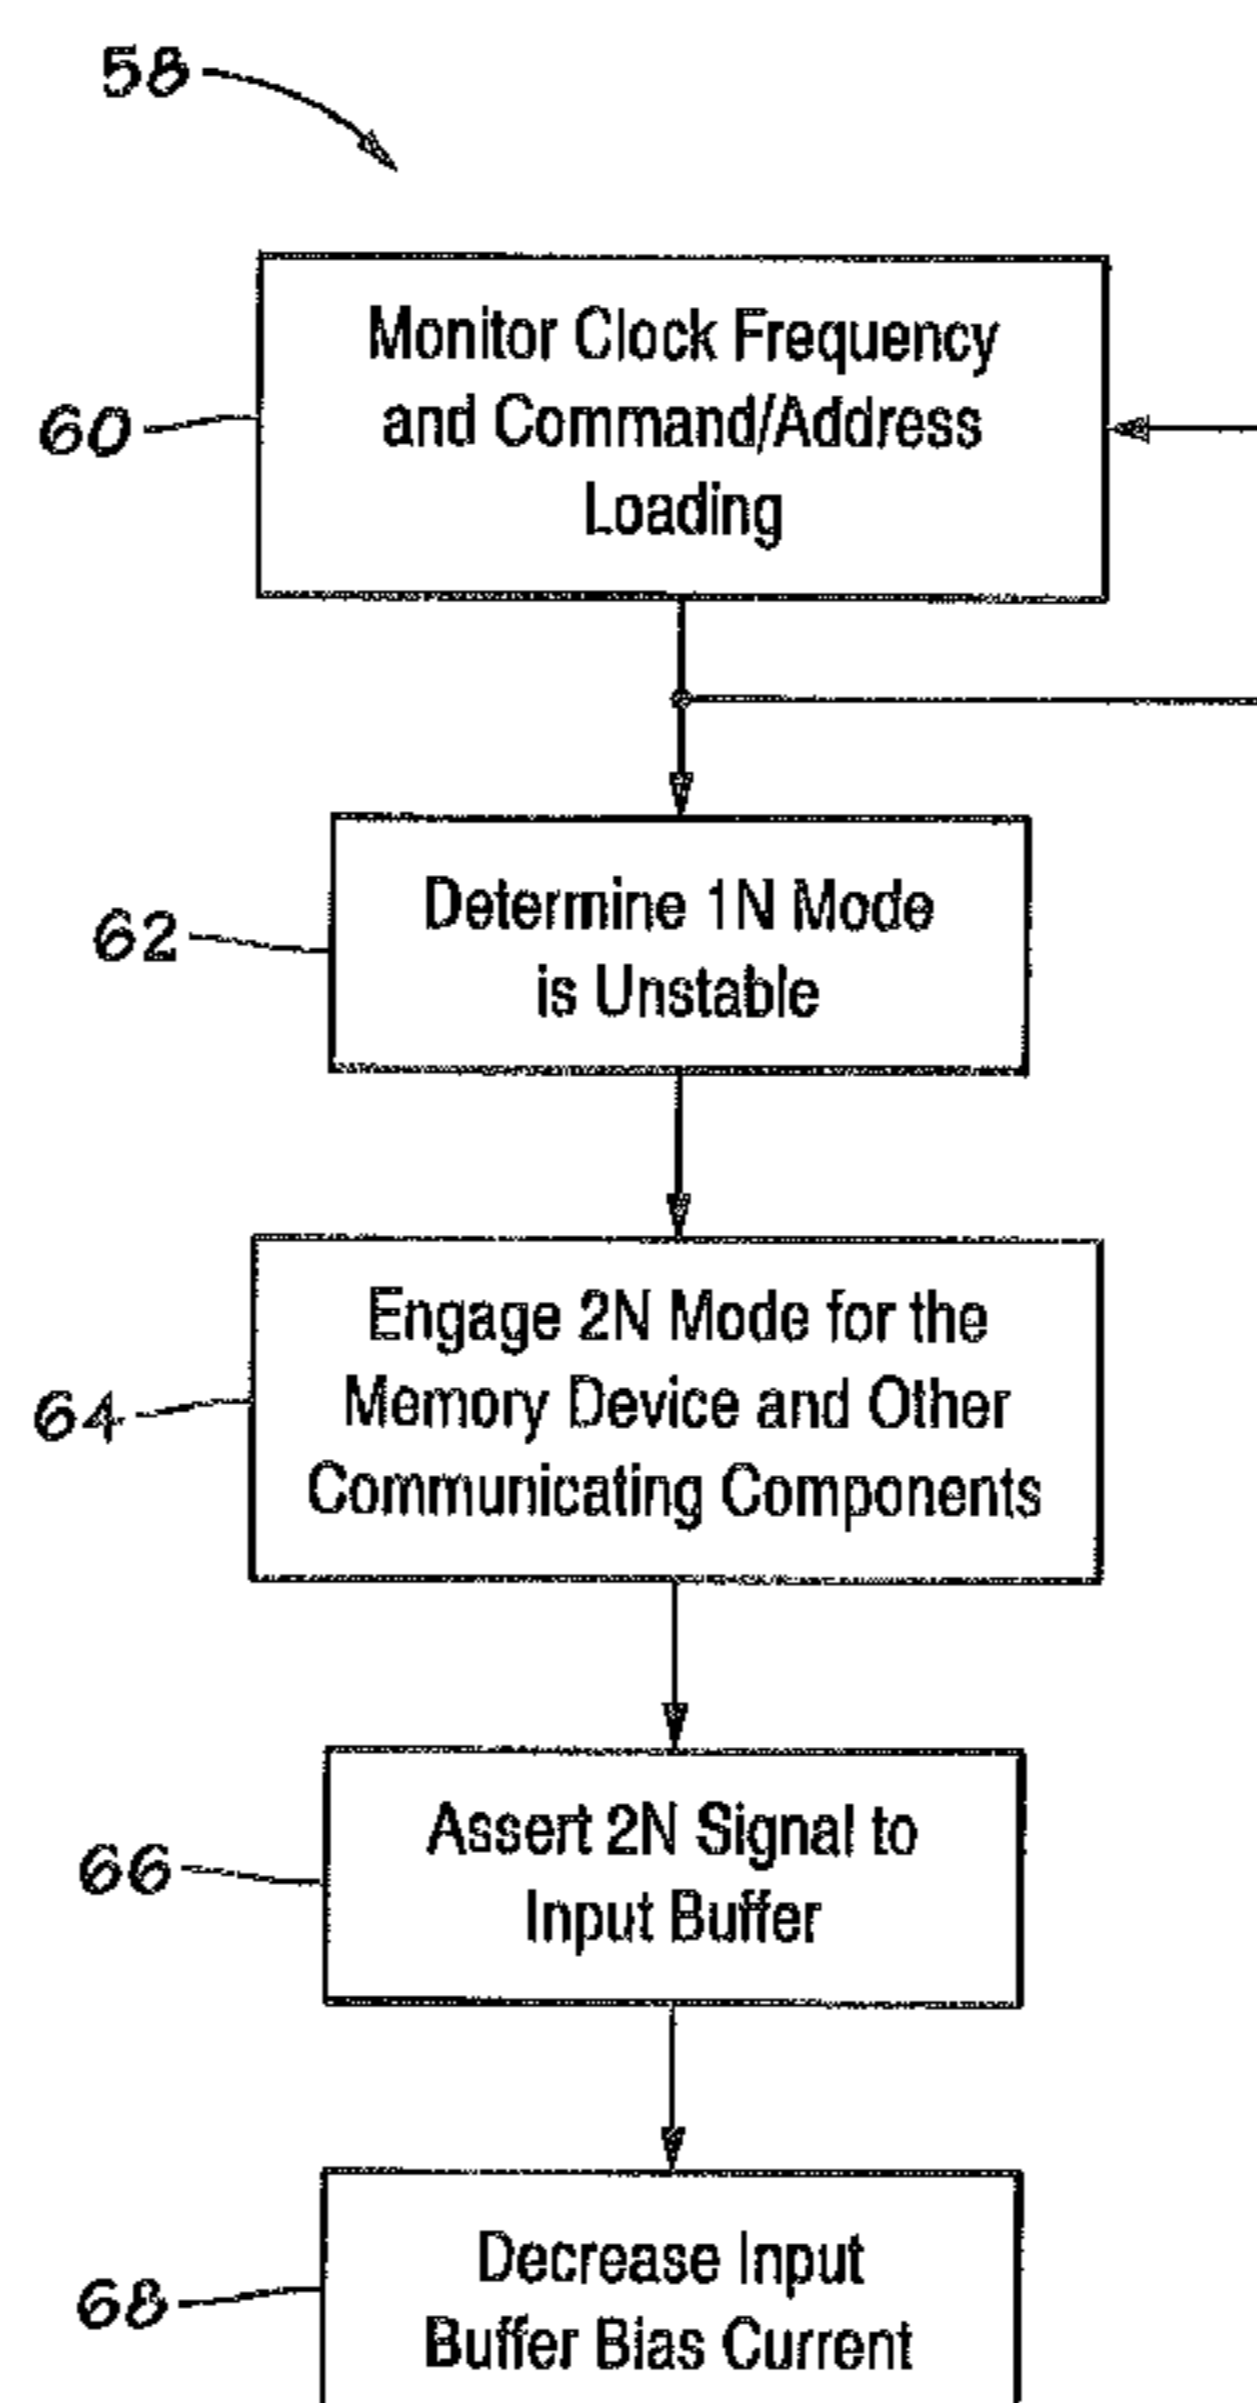 58
60
Monitor Clock Frequency
and Command/Address
Loading
62
Determine 1N Mode
is Unstable
64
Engage 2N Mode for the
Memory Device and Other
Communicating Components
66
Assert 2N Signal to
Input Buffer
68
Decrease Input
Buffer Bias Current